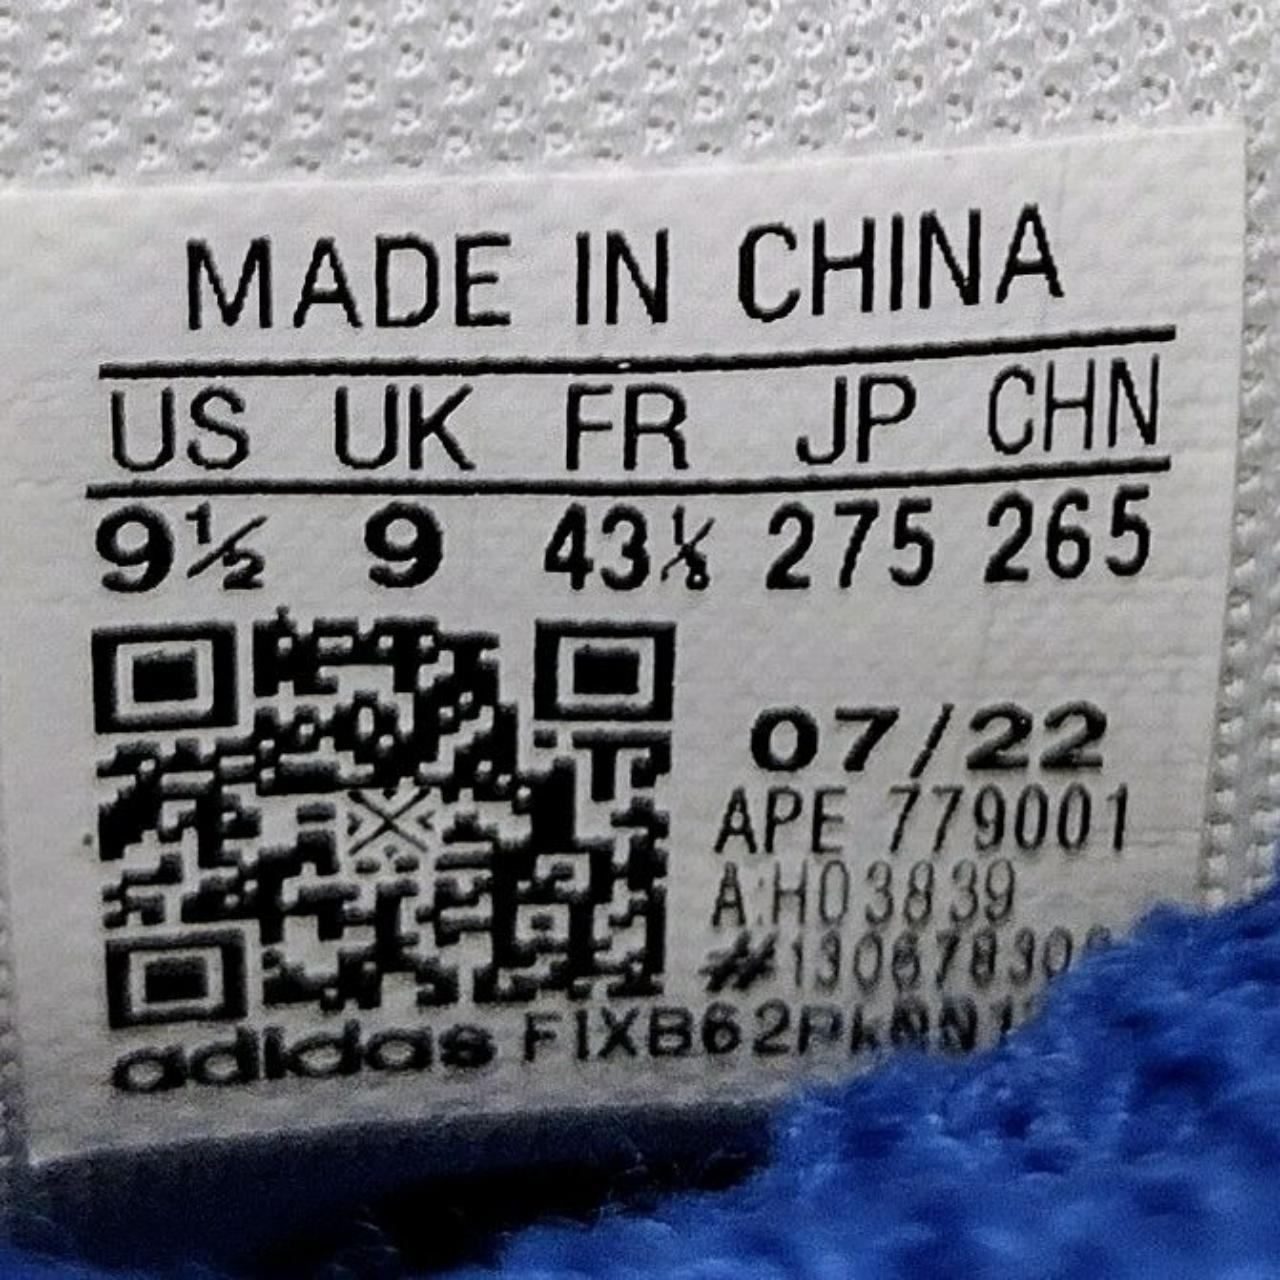 MADE IN CHINA
US UK FR JP CHN
9½ 9 43⅓ 275 265
07/22
APE 779001
A:H03839
adidas